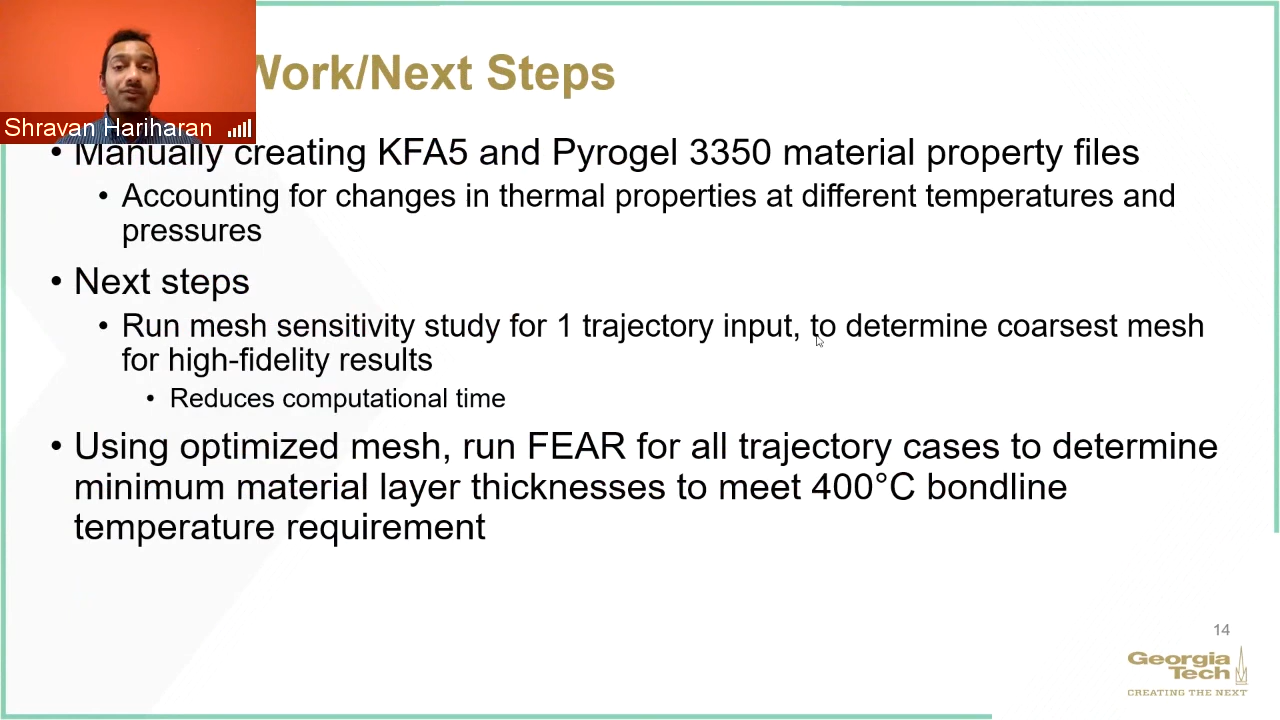 Work/Next Steps
Shravan Hariharan
• Manually creating KFA5 and Pyrogel 3350 material property files
• Accounting for changes in thermal properties at different temperatures and
pressures
• Next steps
• Run mesh sensitivity study for 1 trajectory input, to determine coarsest mesh
for high-fidelity results
• Reduces computational time
• Using optimized mesh, run FEAR for all trajectory cases to determine
minimum material layer thicknesses to meet 400°C bondline
temperature requirement
14
Georgia
Tech
CREATING THE NEXT